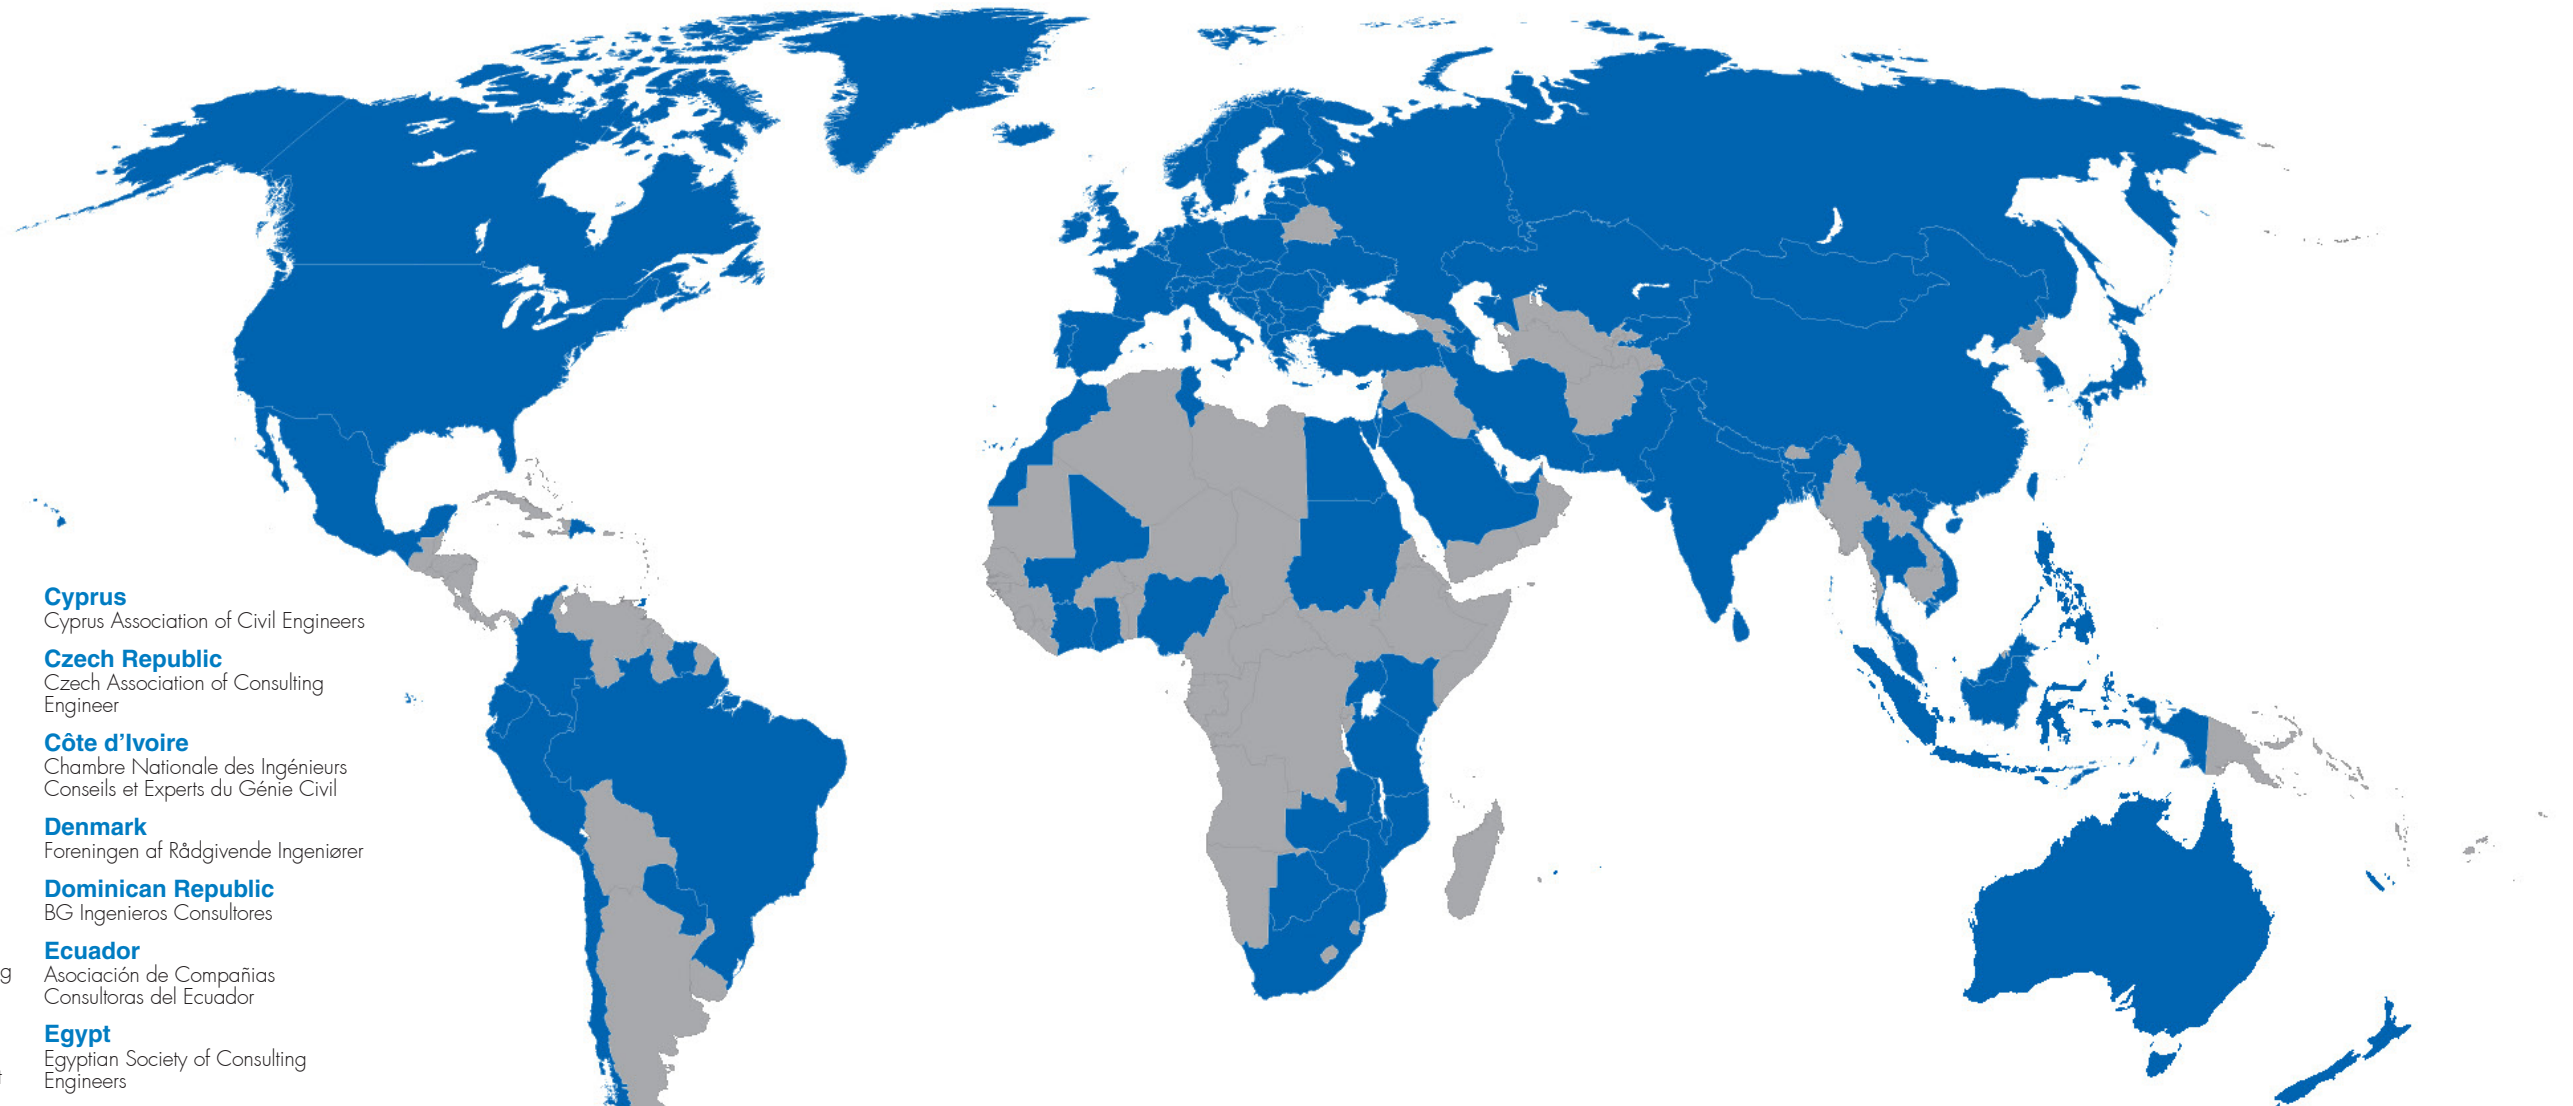 Cyprus
Cyprus Association of Civil Engineers
Czech Republic
Czech Association of Consulting
Engineer
Côte d’Ivoire
Chambre Nationale des Ingénieurs
Conseils et Experts du Génie Civil
Denmark
Foreningen af Rådgivende Ingeniører
Dominican Republic
BG Ingenieros Consultores
Ecuador
g
Asociación de Compañias
Consultoras del Ecuador
Egypt
Egyptian Society of Consulting
Engineers